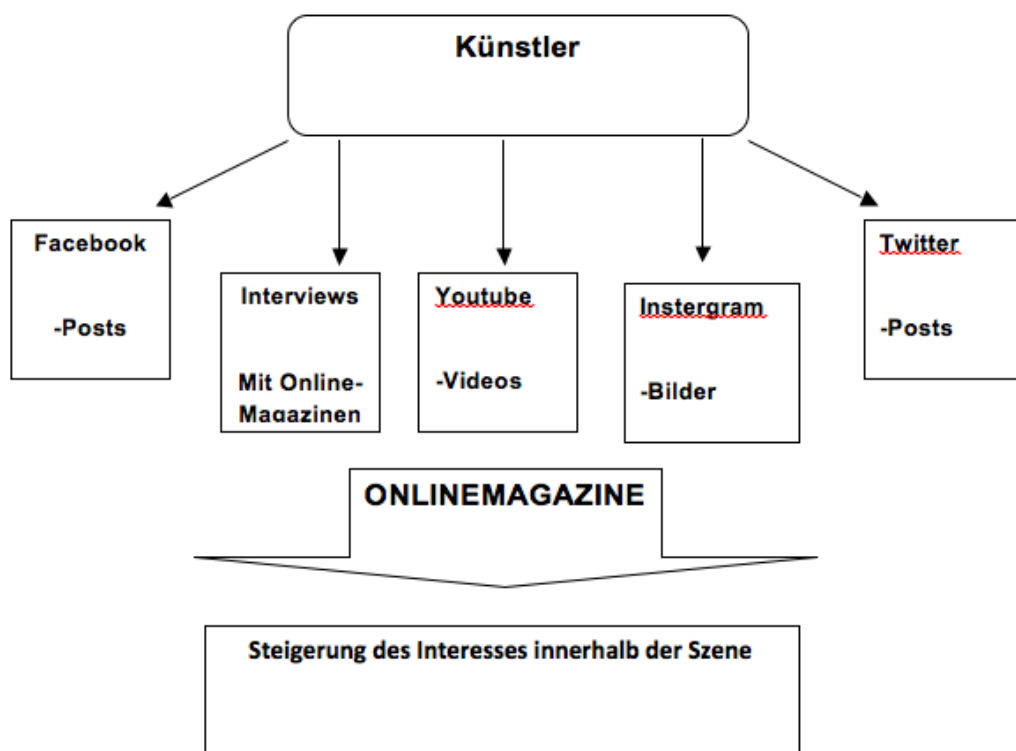 Künstler
Facebook
-Posts
Interviews
Mit Online-
Magazinen
Youtube
-Videos
Instergram
-Bilder
Twitter
-Posts
ONLINEMAGAZINE
Steigerung des Interesses innerhalb der Szene